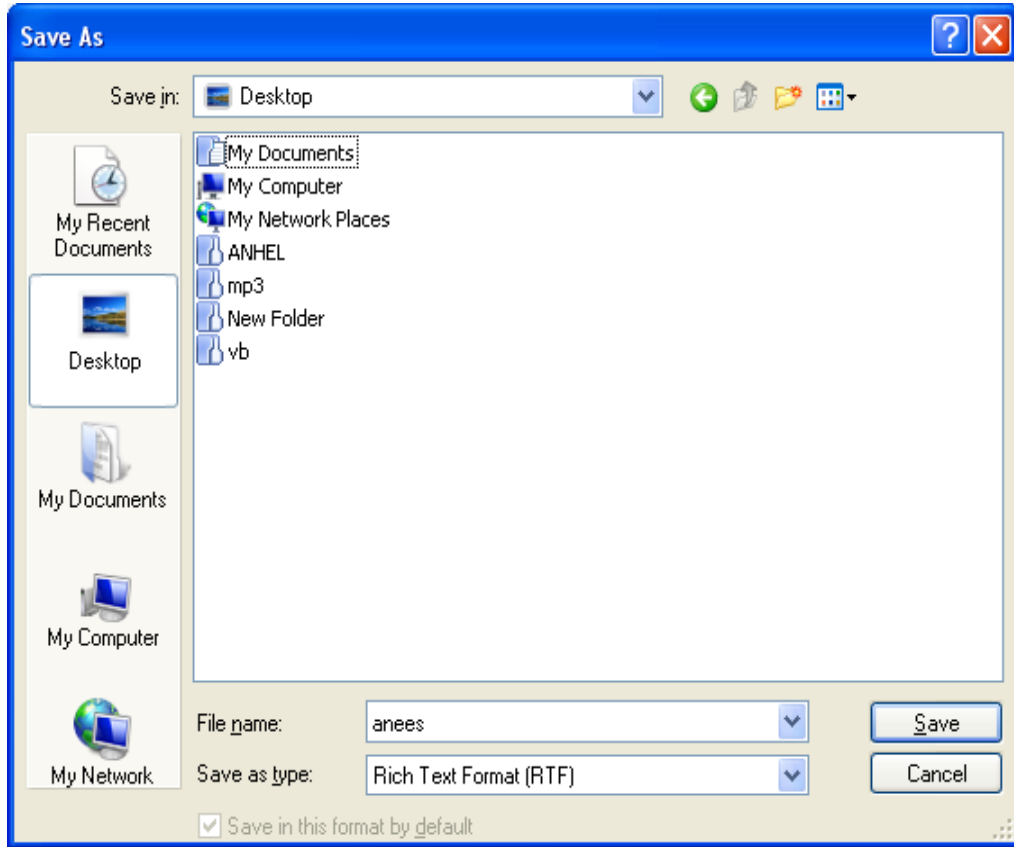 Save As
Save in:
Desktop
My Recent
Documents
Desktop
My Documents
My Computer
My Network
My Documents
My Computer
My Network Places
ANHEL
mp3
New Folder
vb
File name:
anees
Save
Save as type:
Rich Text Format (RTF)
Cancel
Save in this format by default